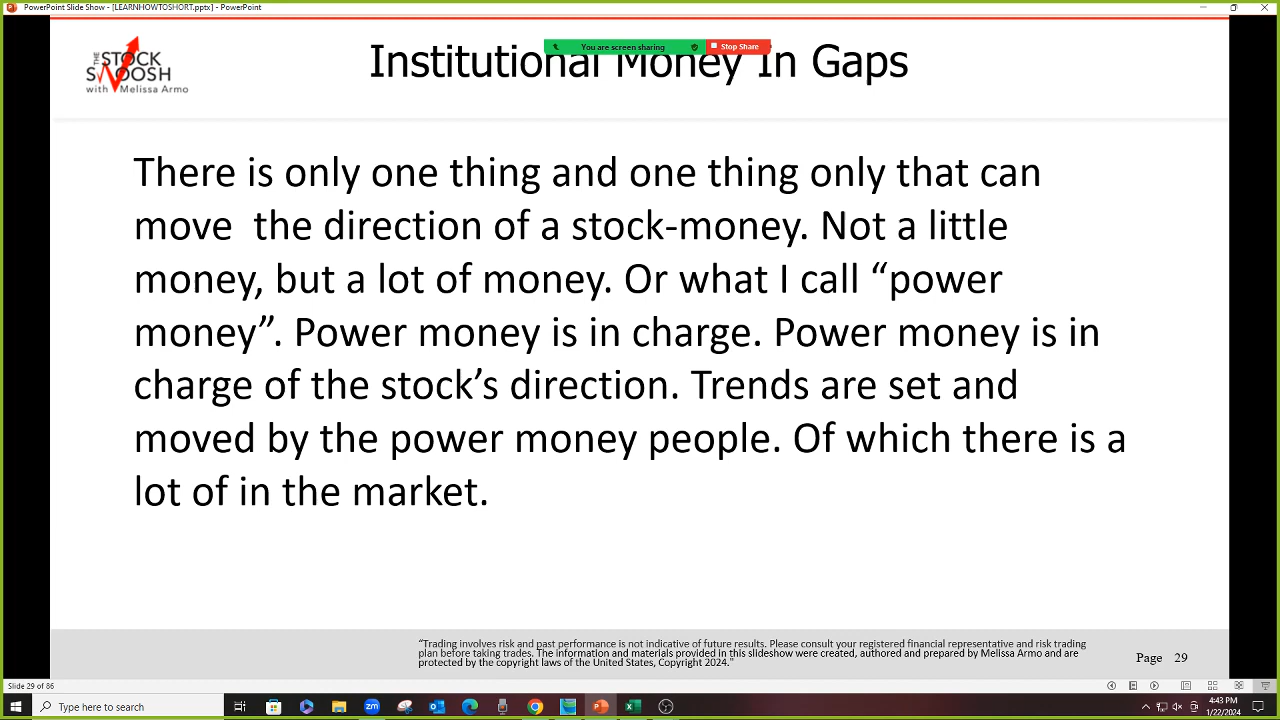 PowerPoint Slide Show - [LEARNHOWTOSHORT.pptx] - PowerPoint
THE
STOCK
SWOOSH
with Melissa Armo
You are screen sharing
Stop Share
Institutional Money In Gaps
There is only one thing and one thing only that can
move  the direction of a stock-money. Not a little
money, but a lot of money. Or what I call “power
money”. Power money is in charge. Power money is in
charge of the stock’s direction. Trends are set and
moved by the power money people. Of which there is a
lot of in the market.
“Trading involves risk and past performance is not indicative of future results. Please consult your registered financial representative and risk trading
plan before taking trades. The information and materials provided in this slideshow were created, authored and prepared by Melissa Armo and are
protected by the copyright laws of the United States, Copyright 2024."
Page 29
Slide 29 of 86
Type here to search
zm
4:43 PM
1/22/2024